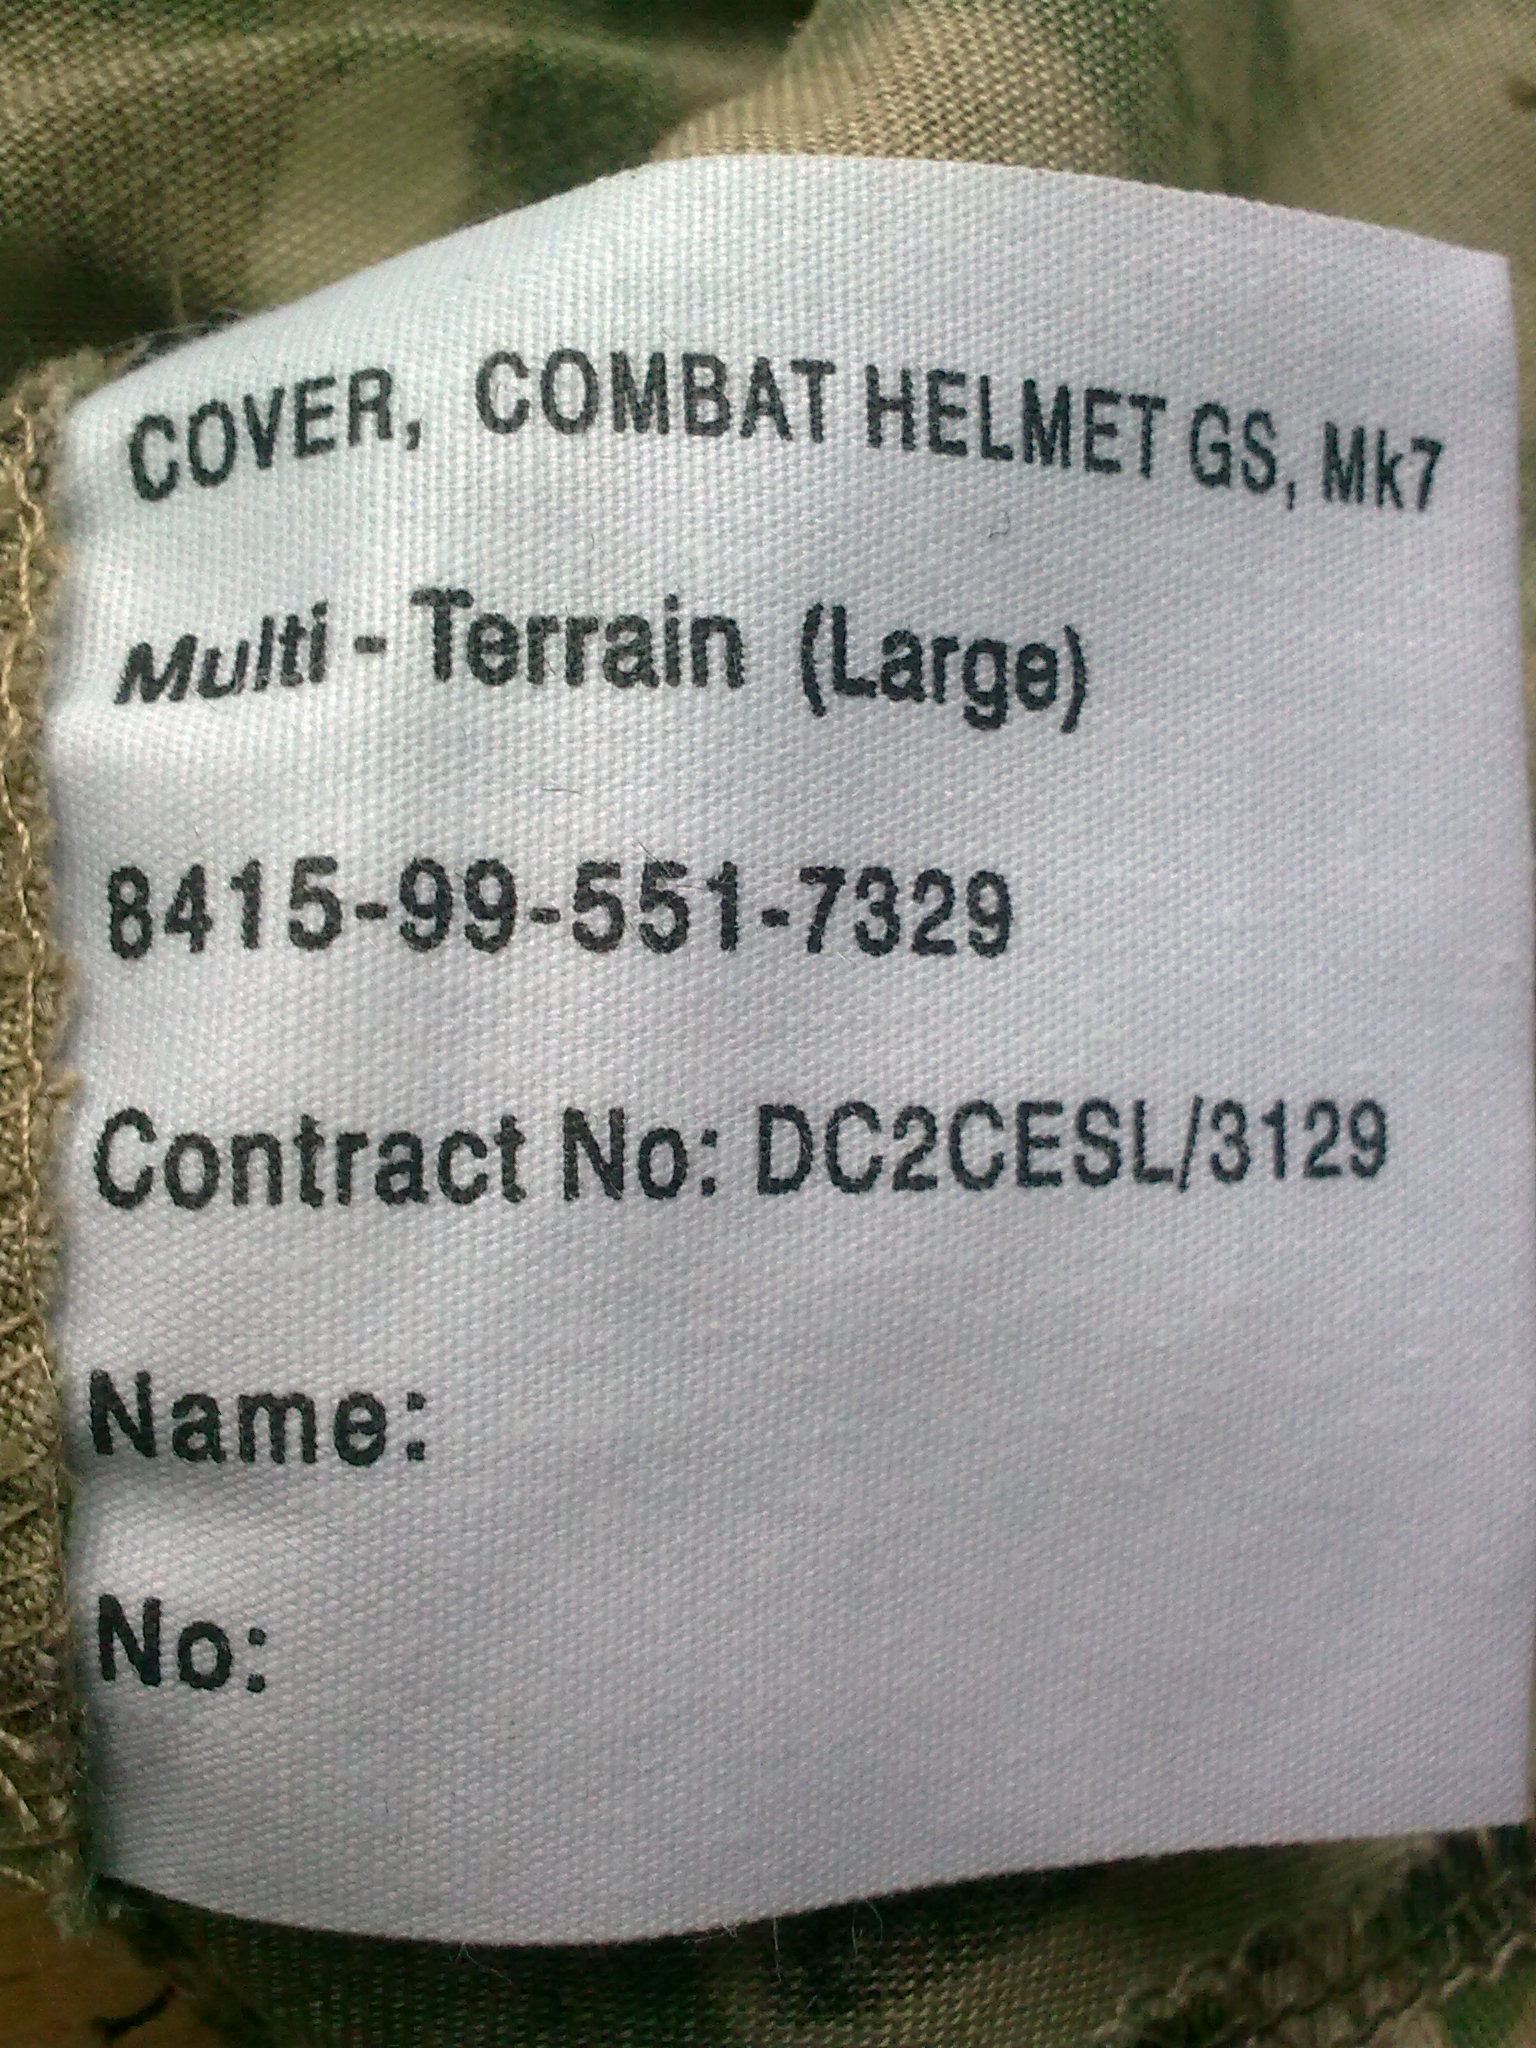 COVER, COMBAT HELMET GS, Mk7
Multi - Terrain (Large)
8415-99-551-7329
Contract No: DC2CESL/3129
Name:
No: